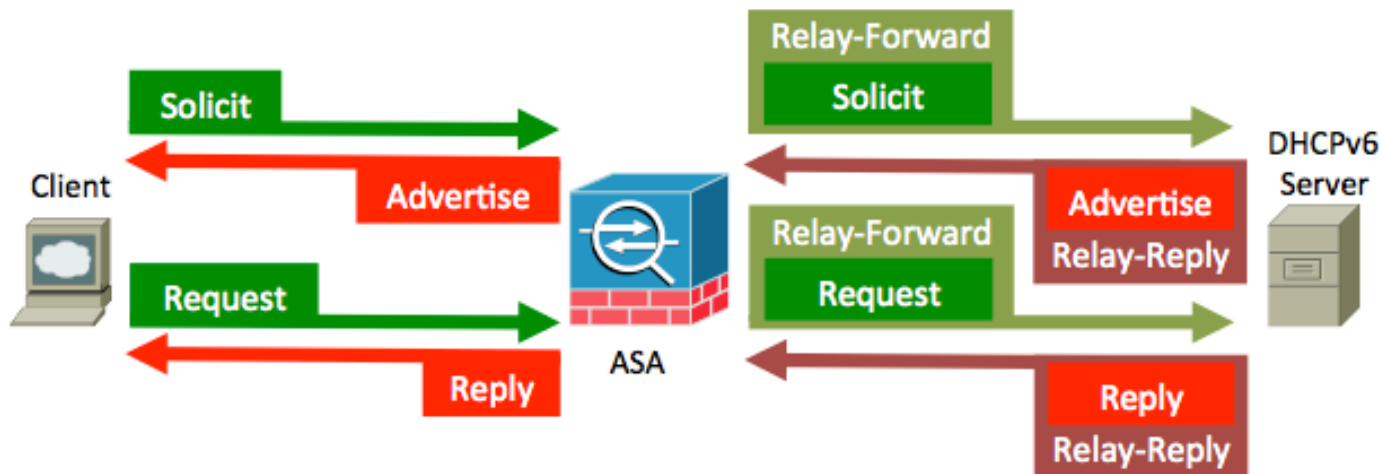 Relay-Forward
Solicit
Solicit
DHCPv6
Server
Client
Advertise
Advertise
Relay-Reply
Relay-Forward
Request
Request
ASA
Reply
Reply
Relay-Reply